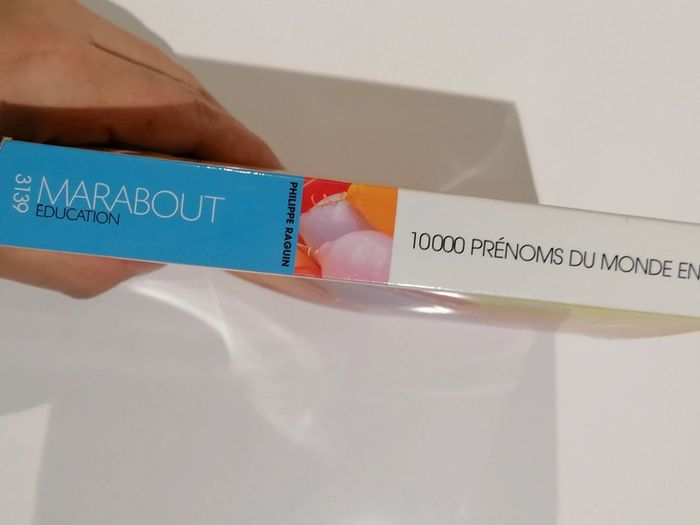 3139
MARABOUT
EDUCATION
PHILIPPE RAGUIN
10000 PRÉNOMS DU MONDE EN